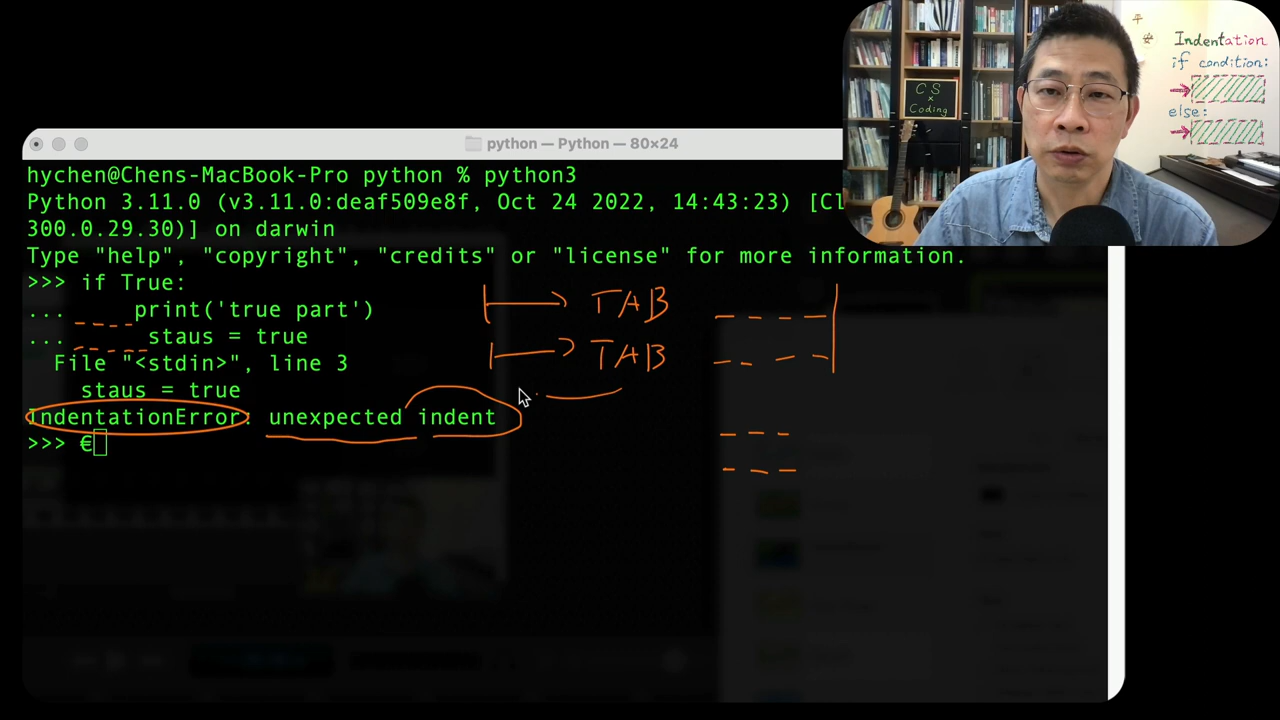 python — Python — 80×24
hychen@Chens-MacBook-Pro python % python3
Python 3.11.0 (v3.11.0:deaf509e8f, Oct 24 2022, 14:43:23) [Cl
300.0.29.30)] on darwin
Type "help", "copyright", "credits" or "license" for more information.
>>> if True:
...     print('true part')
...      staus = true
  File "<stdin>", line 3
    staus = true
IndentationError: unexpected indent
>>> €
TAB
TAB
CS
×
Coding
Indentation
if condition:
else: